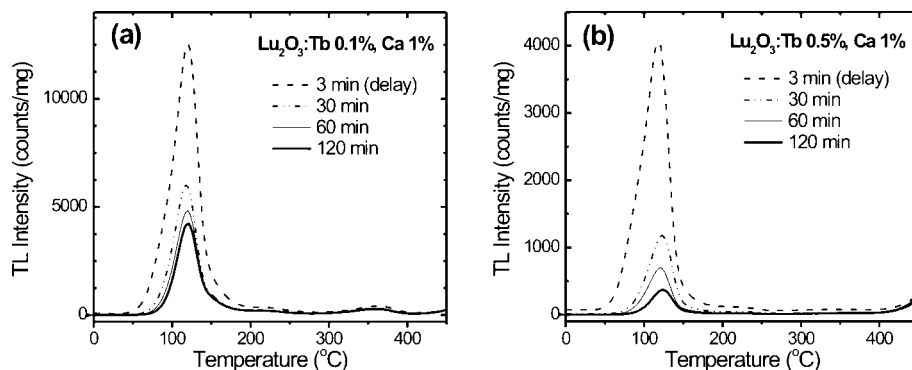 (a)
Lu₂O₃:Tb 0.1%, Ca 1%
3 min (delay)
30 min
60 min
120 min
TL Intensity (counts/mg)
10000
5000
0
0 100 200 300 400
Temperature (°C)
(b)
Lu₂O₃:Tb 0.5%, Ca 1%
3 min (delay)
30 min
60 min
120 min
TL Intensity (counts/mg)
4000
3000
2000
1000
0
0 100 200 300 400
Temperature (°C)